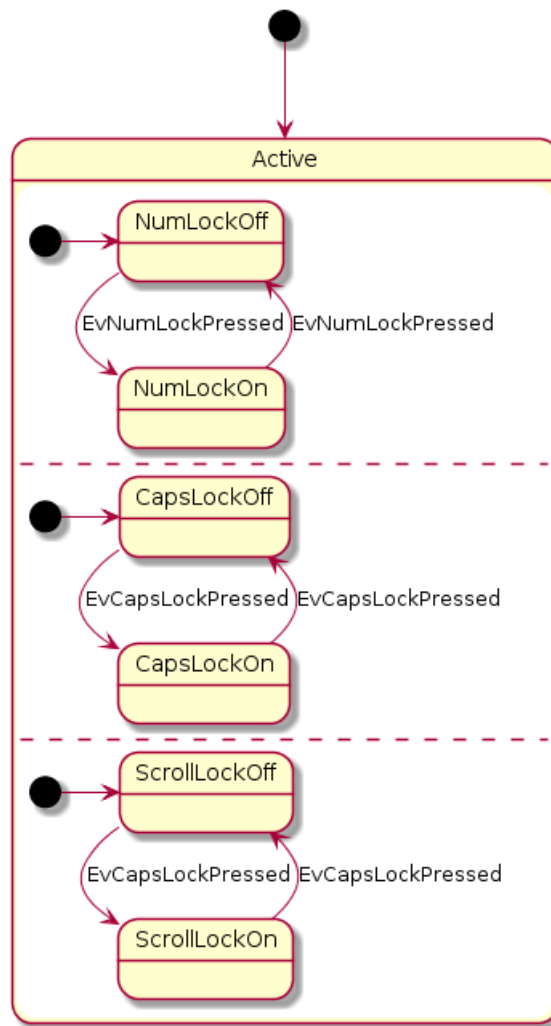 Active
NumLockOff
EvNumLockPressed EvNumLockPressed
NumLockOn
CapsLockOff
EvCapsLockPressed EvCapsLockPressed
CapsLockOn
ScrollLockOff
EvCapsLockPressed EvCapsLockPressed
ScrollLockOn